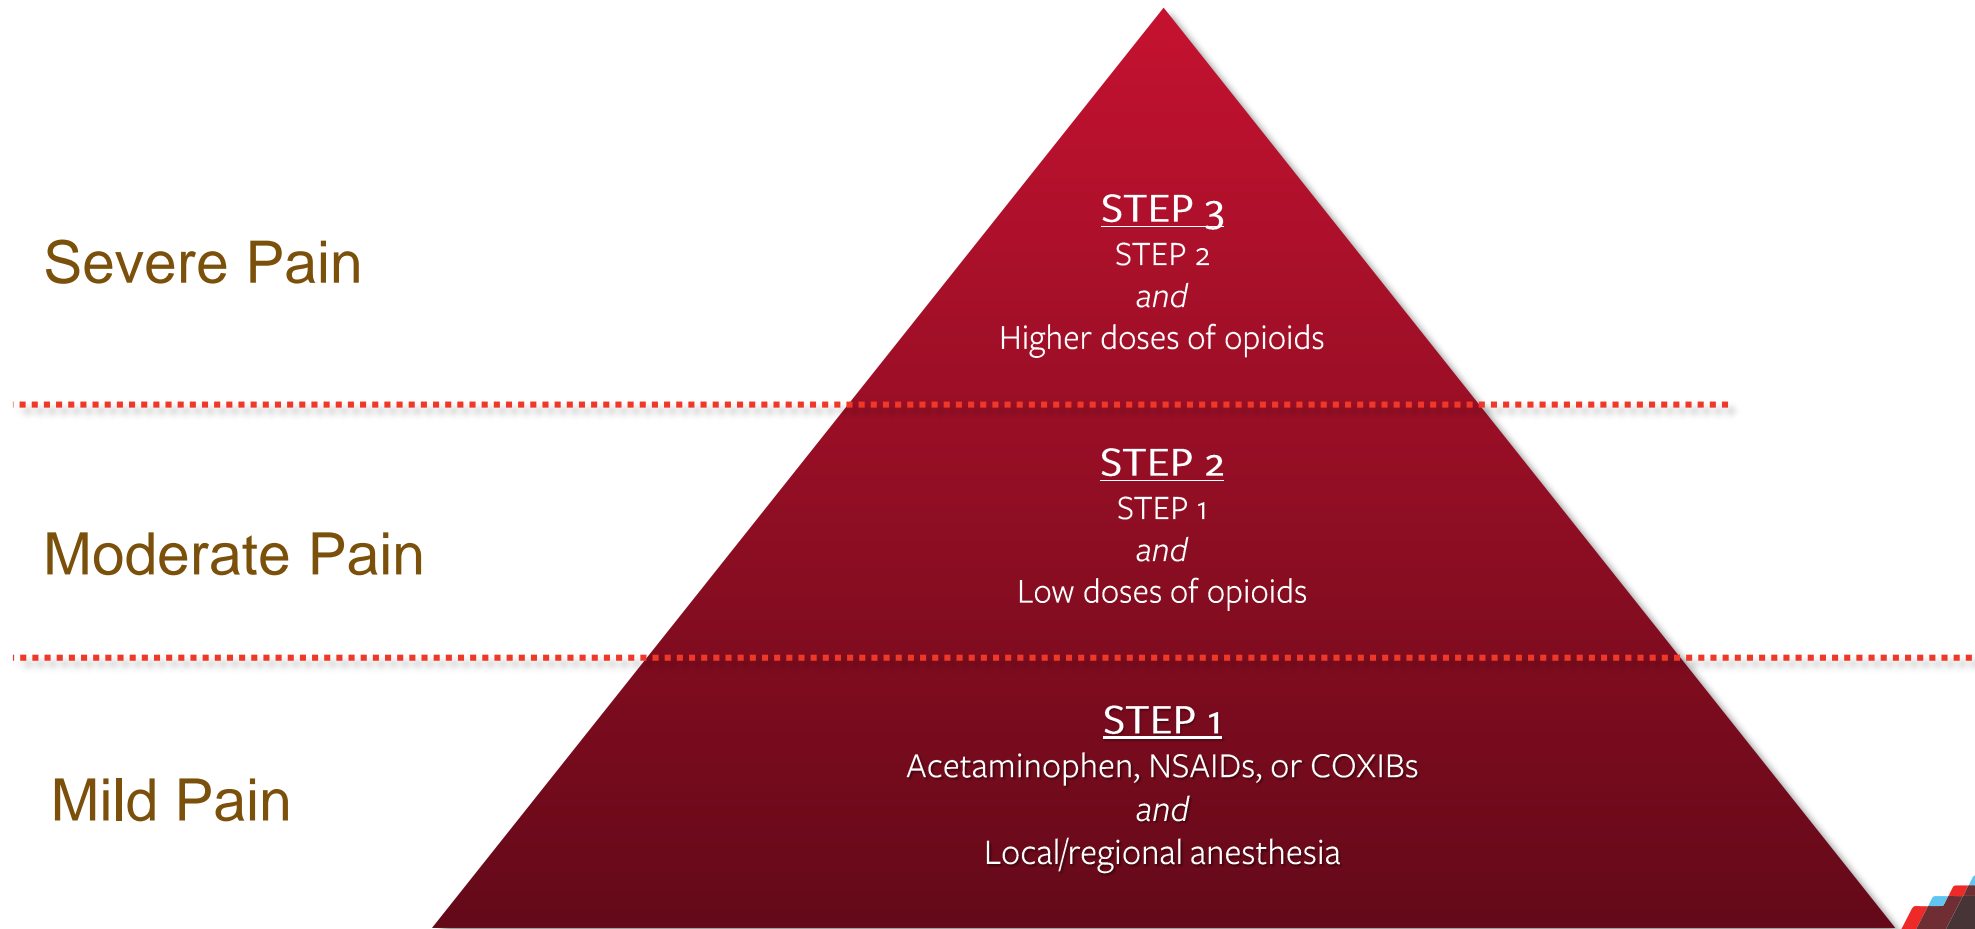 Severe Pain
STEP 3
STEP 2
and
Higher doses of opioids
Moderate Pain
STEP 2
STEP 1
and
Low doses of opioids
Mild Pain
STEP 1
Acetaminophen, NSAIDs, or COXIBs
and
Local/regional anesthesia